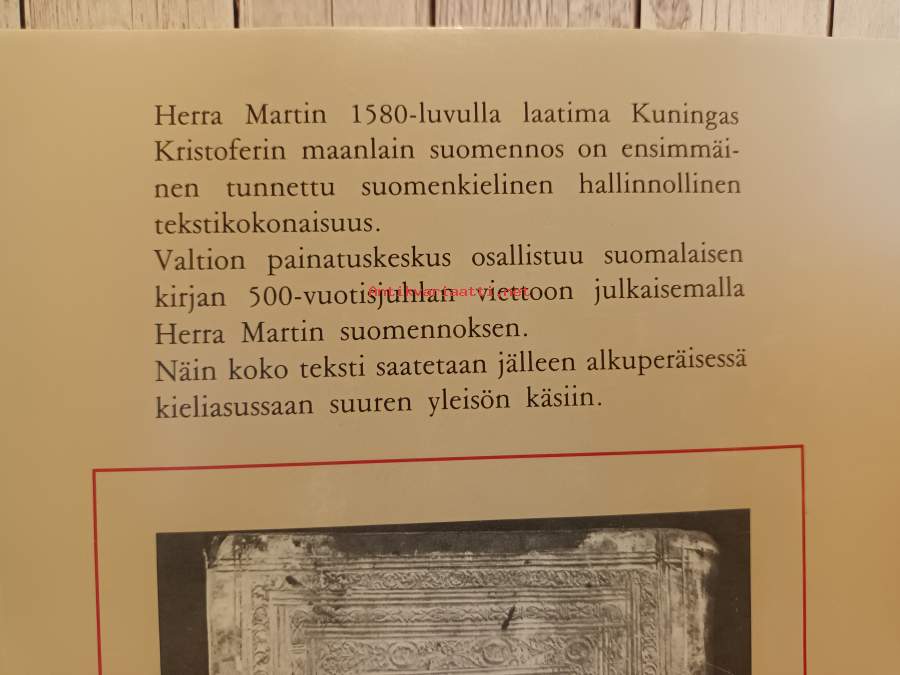 Herra Martin 1580-luvulla laatima Kuningas
Kristoferin maanlain suomennos on ensimmäi-
nen tunnettu suomenkielinen hallinnollinen
tekstikokonaisuus.
Valtion painatuskeskus osallistuu suomalaisen
kirjan 500-vuotisjuhlan viettoon julkaisemalla
Antikvariaatti.net
Herra Martin suomennoksen.
Näin koko teksti saatetaan jälleen alkuperäisessä
kieliasussaan suuren yleisön käsiin.